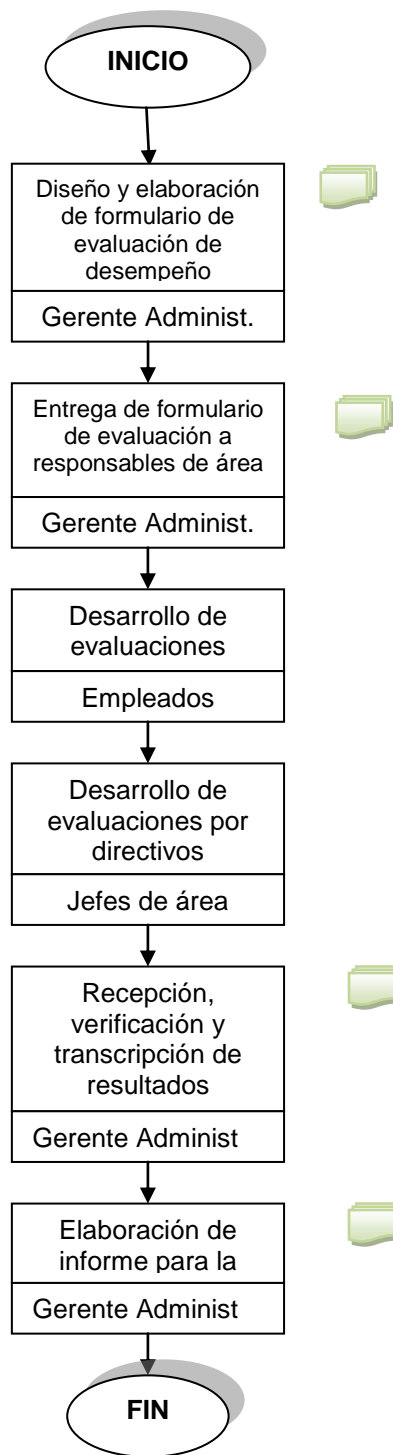 INICIO
Diseño y elaboración
de formulario de
evaluación de
desempeño
Gerente Administ.
Entrega de formulario
de evaluación a
responsables de área
Gerente Administ.
Desarrollo de
evaluaciones
Empleados
Desarrollo de
evaluaciones por
directivos
Jefes de área
Recepción,
verificación y
transcripción de
resultados
Gerente Administ
Elaboración de
informe para la
Gerente Administ
FIN